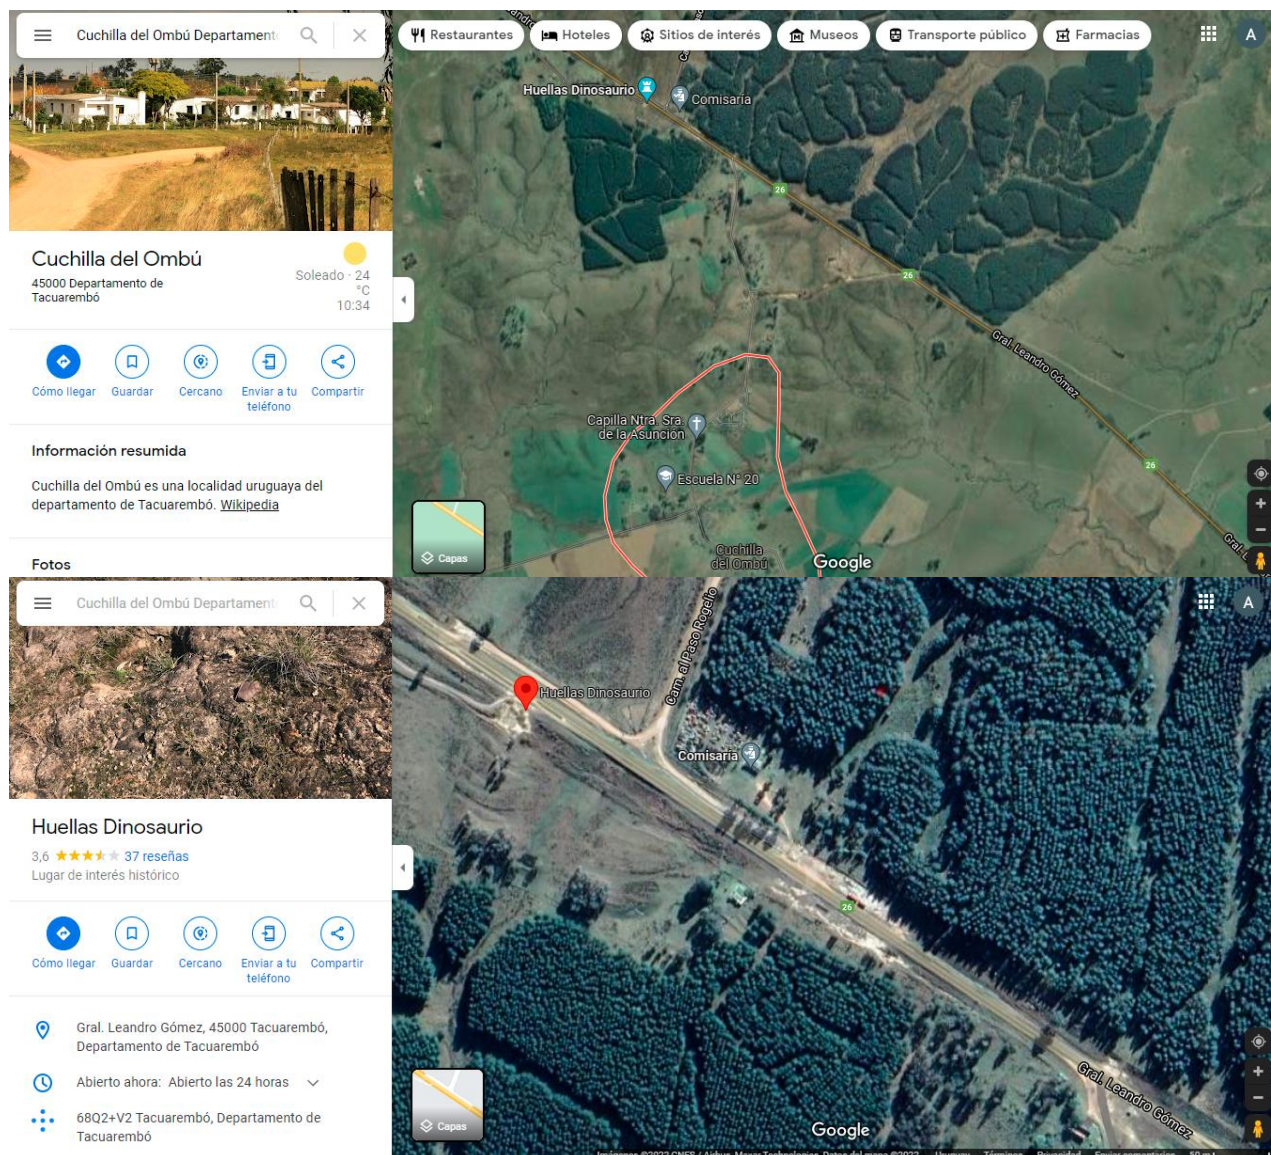 Cuchilla del Ombú Departament
Restaurantes
Hoteles
Sitios de interés
Museos
Transporte público
Farmacias
A
Huellas Dinosaurio
Comisaría
26
26
Gral. Leandro Gómez
26
Capilla Ntra. Sra.
de la Asunción
Escuela N° 20
Cuchilla
del Ombú
Capas
Google
Cuchilla del Ombú
45000 Departamento de
Tacuarembó
Soleado · 24
°C
10:34
Cómo llegar
Guardar
Cercano
Enviar a tu
teléfono
Compartir
Información resumida
Cuchilla del Ombú es una localidad uruguaya del
departamento de Tacuarembó. Wikipedia
Fotos
Cuchilla del Ombú Departament
A
Cam. al Paso Rogelio
Huellas Dinosaurio
Comisaría
26
Gral. Leandro Gómez
Capas
Google
Huellas Dinosaurio
3,6
37 reseñas
Lugar de interés histórico
Cómo llegar
Guardar
Cercano
Enviar a tu
teléfono
Compartir
Gral. Leandro Gómez, 45000 Tacuarembó,
Departamento de Tacuarembó
Abierto ahora: Abierto las 24 horas
68Q2+V2 Tacuarembó, Departamento de
Tacuarembó